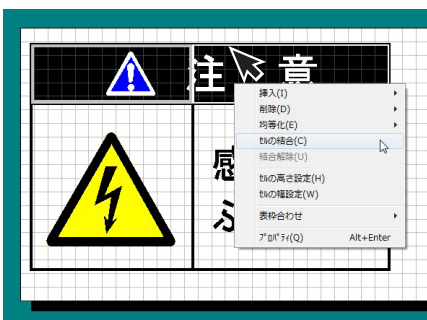 注意
挿入(I)
削除(D)
均等化(E)
ｾﾙの結合(C)
結合解除(U)
ｾﾙの高さ設定(H)
ｾﾙの幅設定(W)
表枠合わせ
ﾌﾟﾛﾊﾟﾃｨ(Q) Alt+Enter
感
ふ